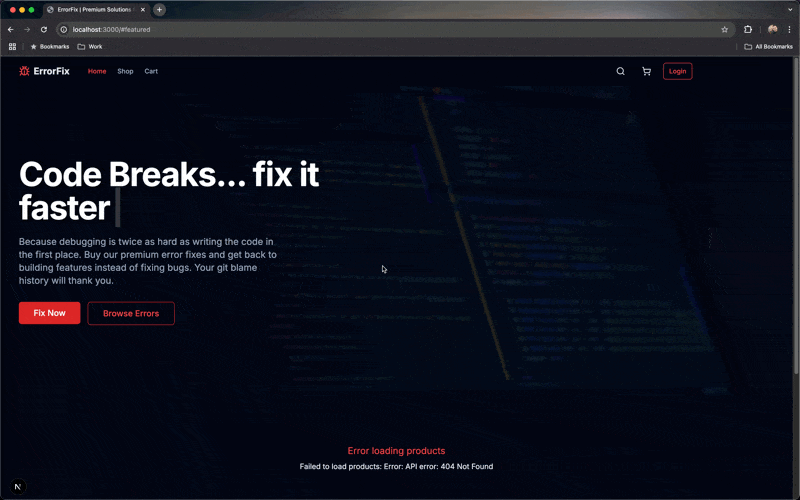 ErrorFix | Premium Solutions
localhost:3000/#featured
Bookmarks Work All Bookmarks
ErrorFix Home Shop Cart Login
Code Breaks... fix it
faster
Because debugging is twice as hard as writing the code in
the first place. Buy our premium error fixes and get back to
building features instead of fixing bugs. Your git blame
history will thank you.
Fix Now Browse Errors
Error loading products
Failed to load products: Error: API error: 404 Not Found
N